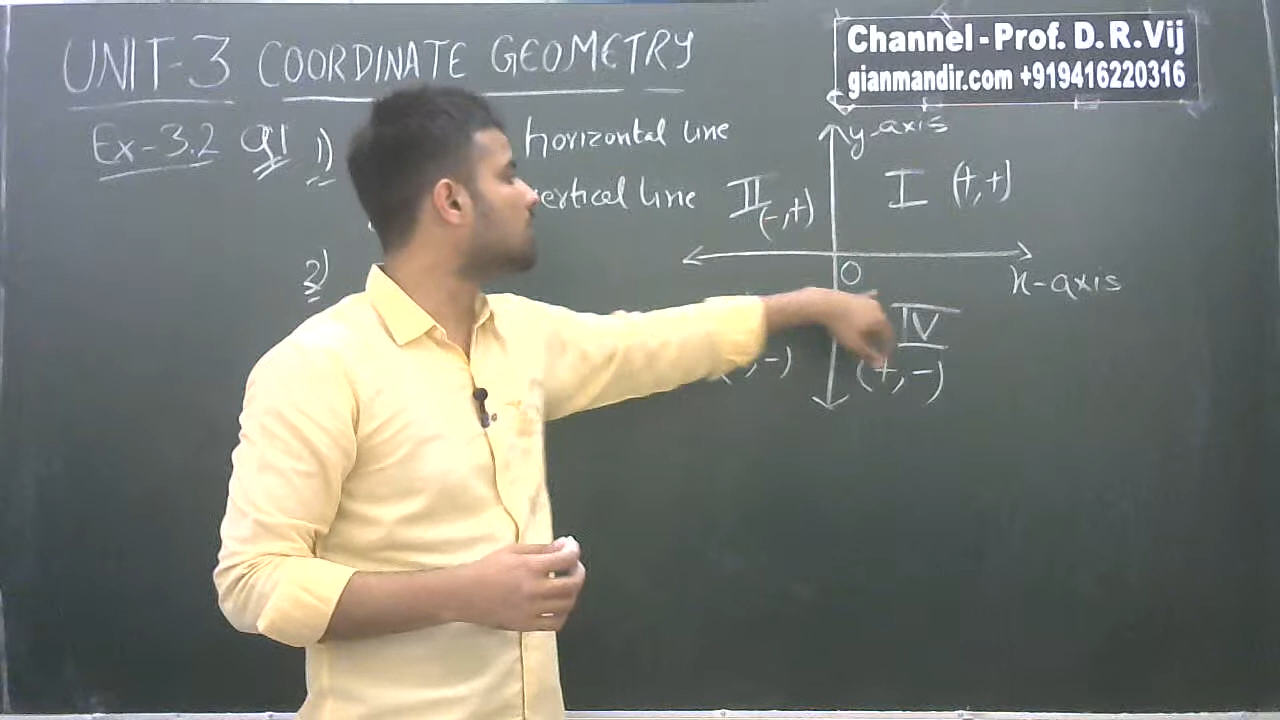 UNIT-3 COORDINATE GEOMETRY
Channel - Prof. D. R. Vij
gianmandir.com +919416220316
Ex-3.2 Q1 1) horizontal line
vertical line
2)
y-axis
II (-,+)
I (+,+)
O
x-axis
IV
(+,-)